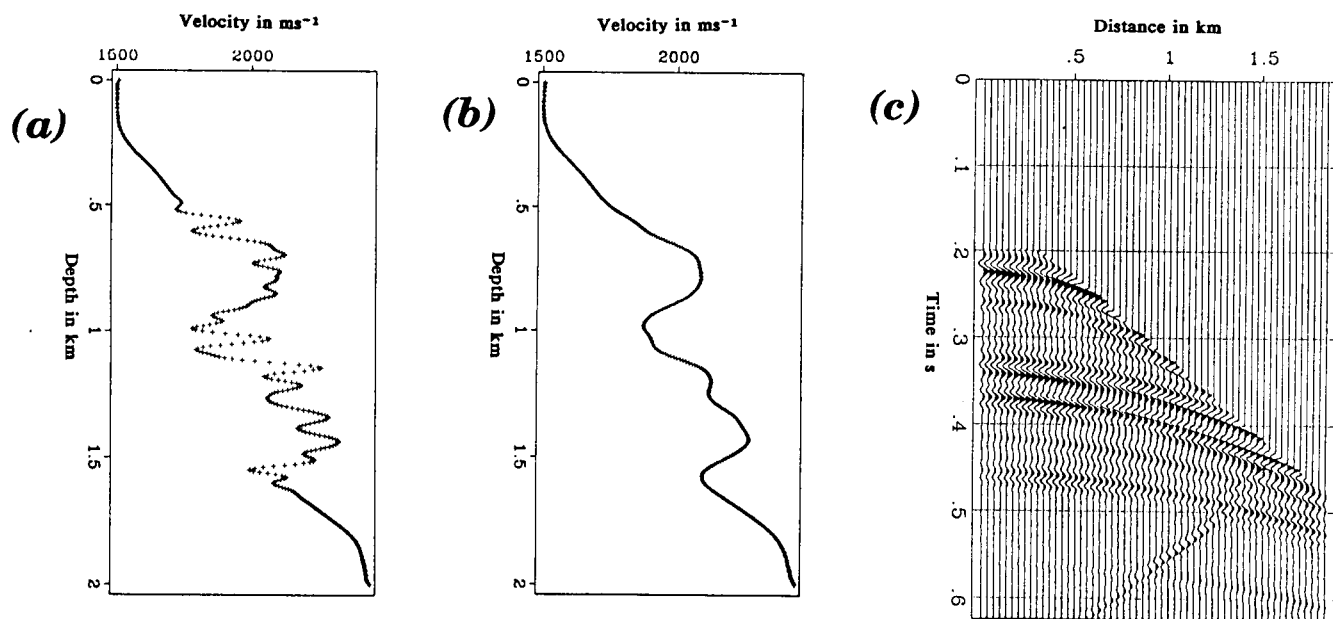 (a)
Velocity in ms⁻¹
1500 2000
0
.5
1
1.5
2
Depth in km
(b)
Velocity in ms⁻¹
1500 2000
0
.5
1
1.5
2
Depth in km
(c)
Distance in km
.5 1 1.5
0
.1
.2
.3
.4
.5
.6
Time in s